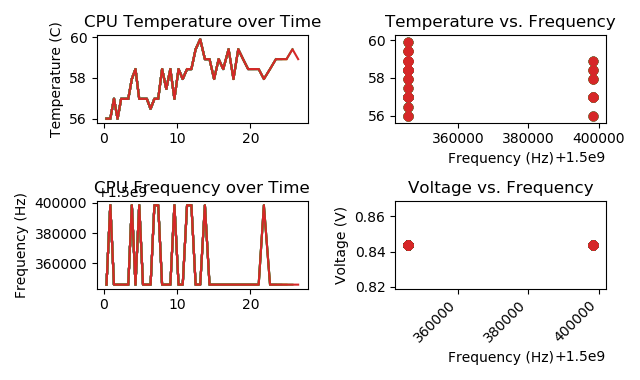 CPU Temperature over Time
Temperature (C)
60
58
56
0 10 20
Temperature vs. Frequency
60
58
56
360000 380000 400000
Frequency (Hz) +1.5e9
CPU Frequency over Time
+1.5e9
Frequency (Hz)
400000
380000
360000
0 10 20
Voltage vs. Frequency
Voltage (V)
0.86
0.84
0.82
360000 380000 400000
Frequency (Hz) +1.5e9